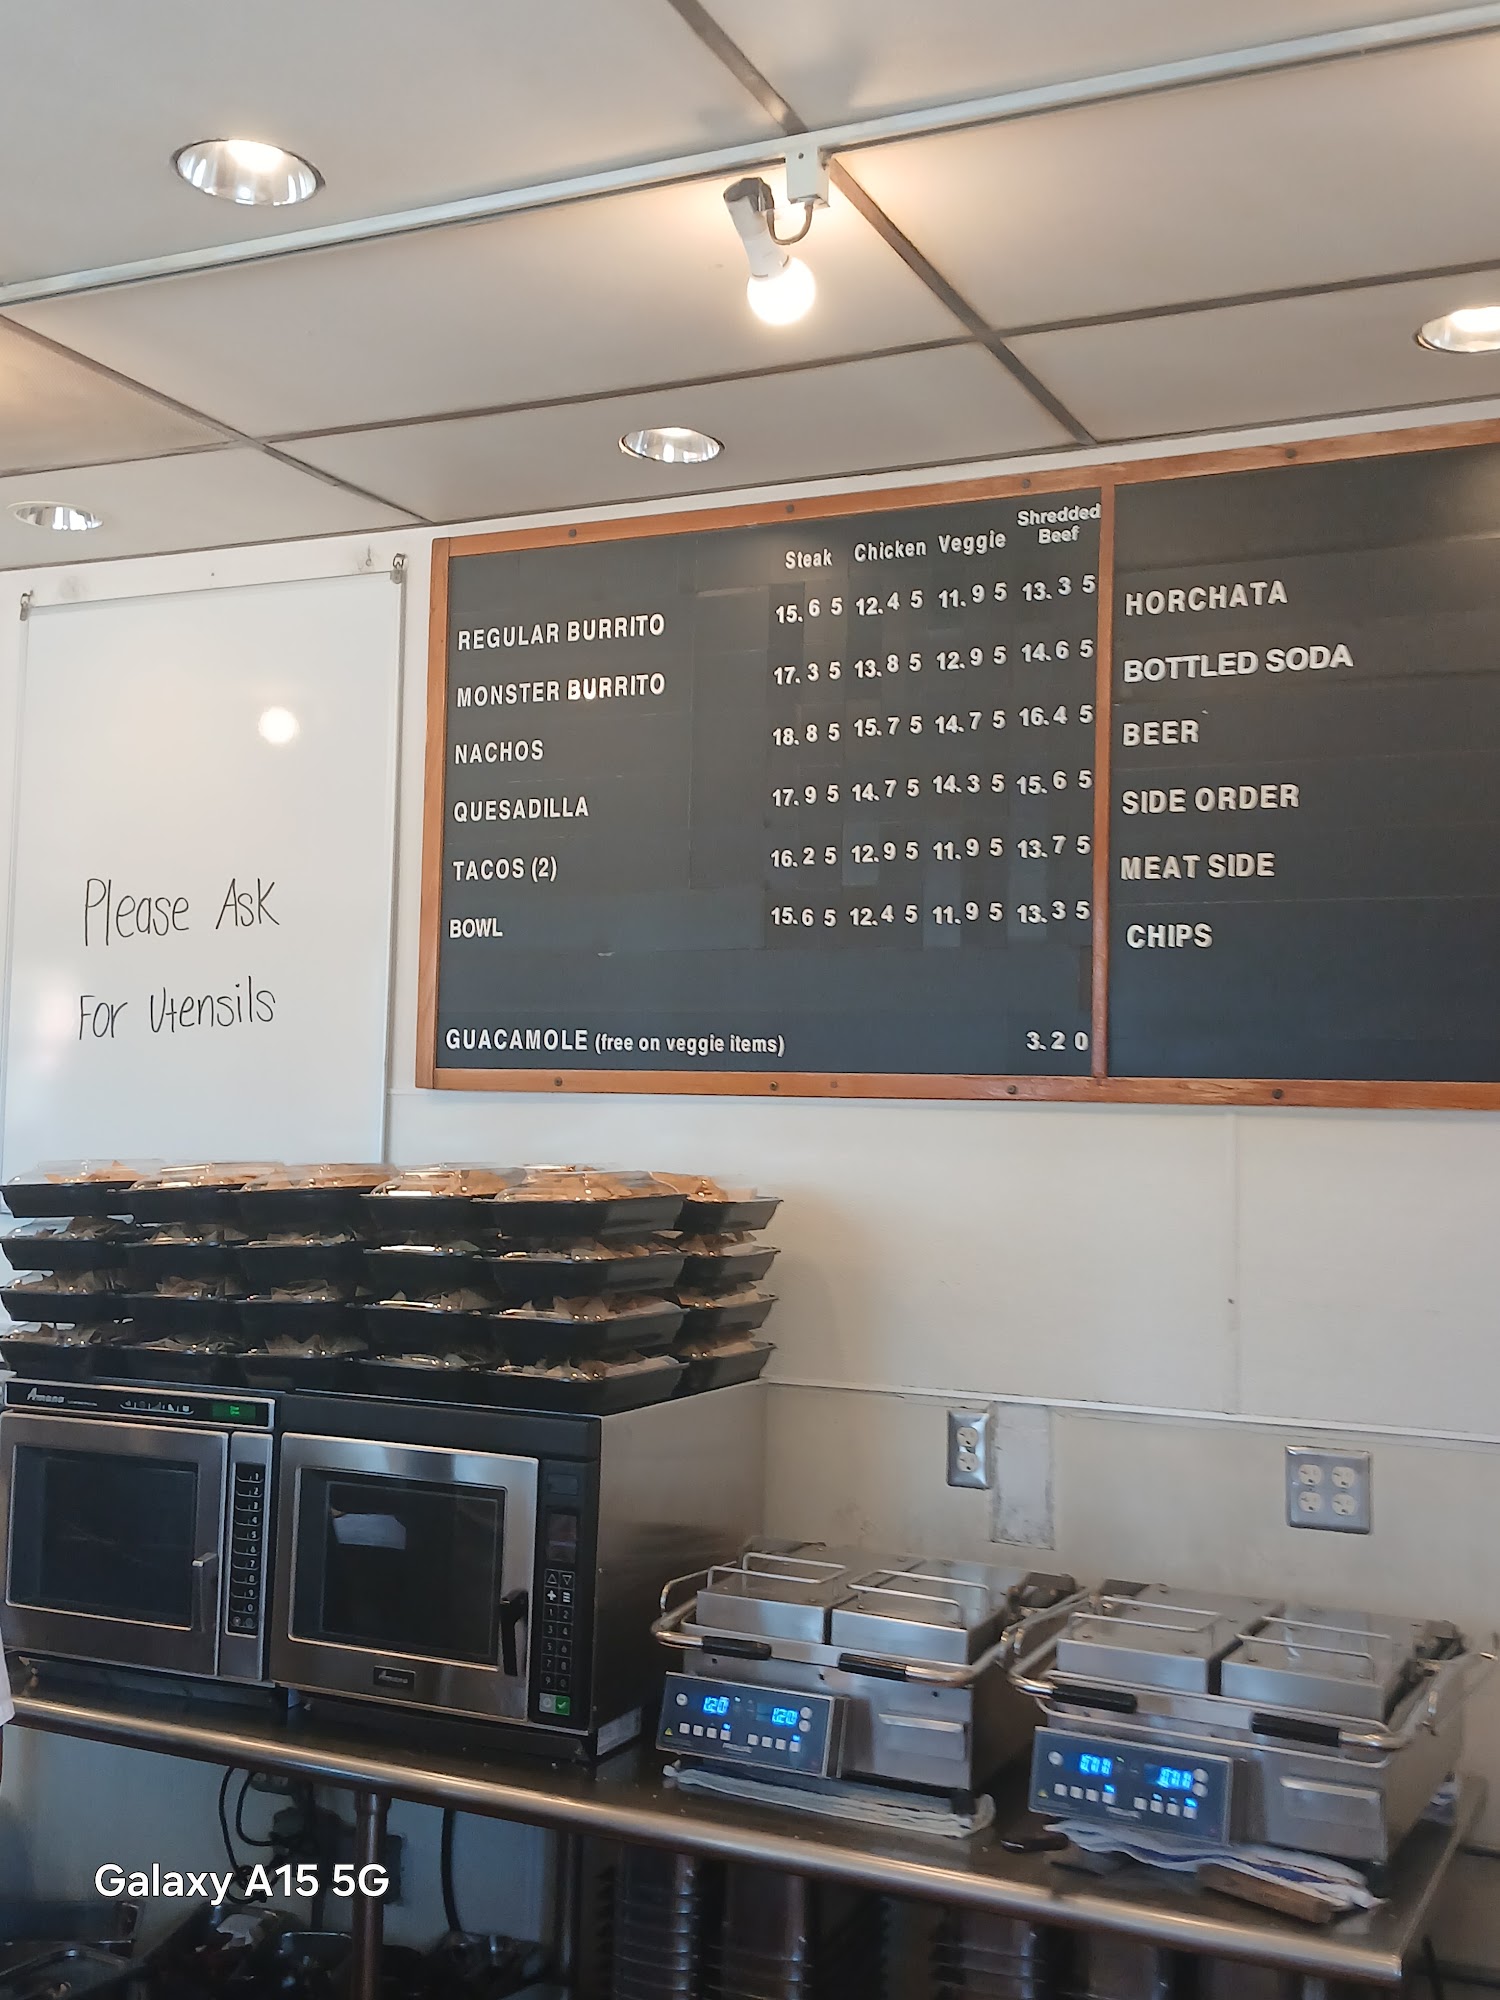 Steak Chicken Veggie Shredded Beef
REGULAR BURRITO 15.65 12.45 11.95 13.35
MONSTER BURRITO 17.35 13.85 12.95 14.65
NACHOS 18.85 15.75 14.75 16.45
QUESADILLA 17.95 14.75 14.35 15.65
TACOS (2) 16.25 12.95 11.95 13.75
BOWL 15.65 12.45 11.95 13.35
GUACAMOLE (free on veggie items) 3.20
HORCHATA
BOTTLED SODA
BEER
SIDE ORDER
MEAT SIDE
CHIPS
Please Ask
For Utensils
Amana
Amana
Galaxy A15 5G